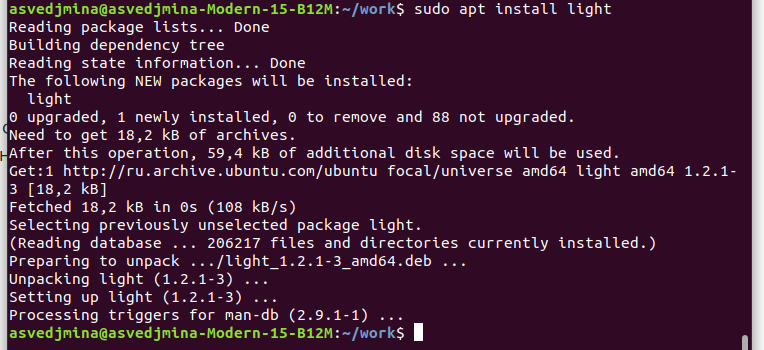 asvedjmina@asvedjmina-Modern-15-B12M:~/work$ sudo apt install light
Reading package lists... Done
Building dependency tree
Reading state information... Done
The following NEW packages will be installed:
  light
0 upgraded, 1 newly installed, 0 to remove and 88 not upgraded.
Need to get 18,2 kB of archives.
After this operation, 59,4 kB of additional disk space will be used.
Get:1 http://ru.archive.ubuntu.com/ubuntu focal/universe amd64 light amd64 1.2.1-
3 [18,2 kB]
Fetched 18,2 kB in 0s (108 kB/s)
Selecting previously unselected package light.
(Reading database ... 206217 files and directories currently installed.)
Preparing to unpack .../light_1.2.1-3_amd64.deb ...
Unpacking light (1.2.1-3) ...
Setting up light (1.2.1-3) ...
Processing triggers for man-db (2.9.1-1) ...
asvedjmina@asvedjmina-Modern-15-B12M:~/work$